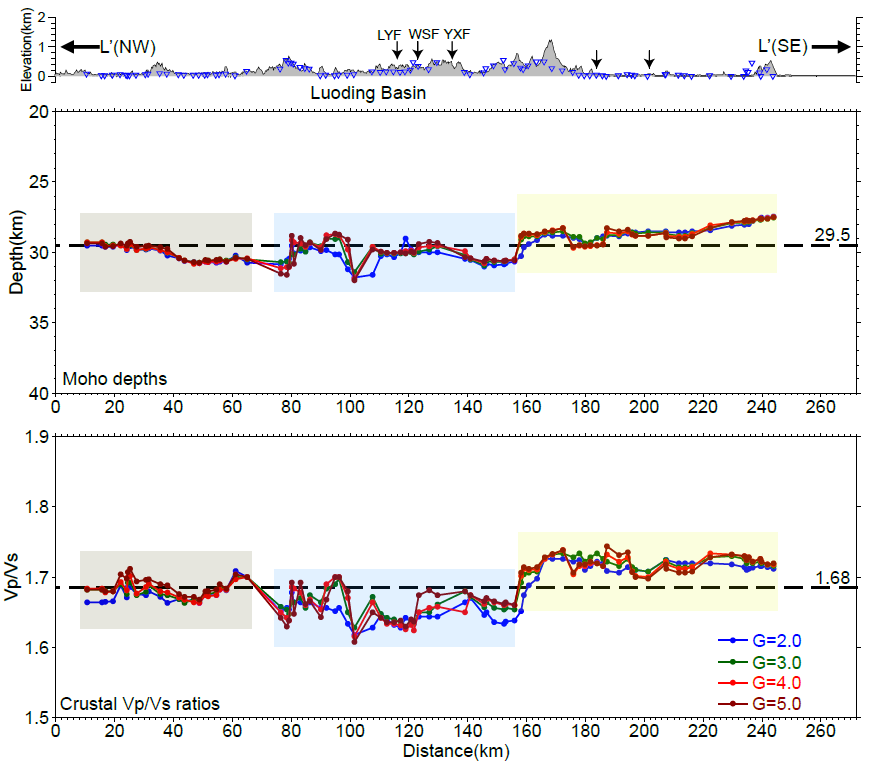 Elevation(km)
2
1
0
L'(NW)
LYF WSF YXF
L'(SE)
Luoding Basin
20
25
30
35
40
Depth(km)
29.5
Moho depths
0 20 40 60 80 100 120 140 160 180 200 220 240 260
1.9
1.8
1.7
1.6
1.5
Vp/Vs
1.68
G=2.0
G=3.0
G=4.0
G=5.0
Crustal Vp/Vs ratios
0 20 40 60 80 100 120 140 160 180 200 220 240 260
Distance(km)